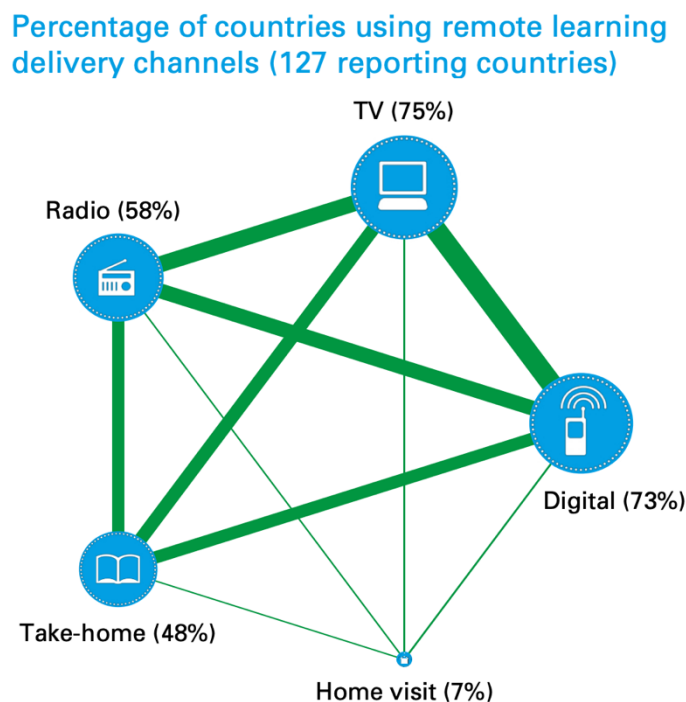 Percentage of countries using remote learning
delivery channels (127 reporting countries)
TV (75%)
Radio (58%)
Digital (73%)
Take-home (48%)
Home visit (7%)